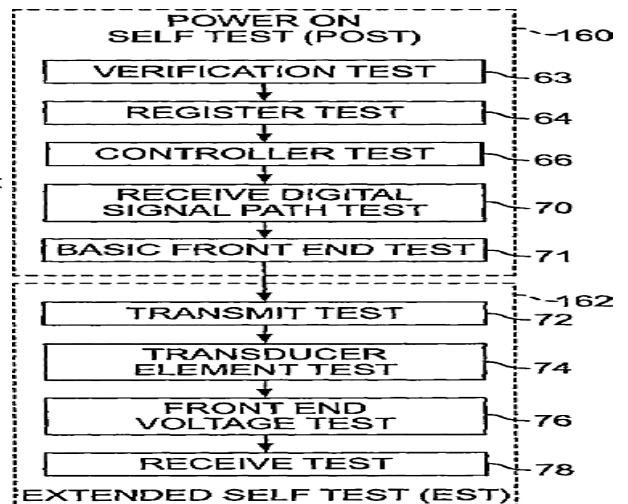 POWER ON
SELF TEST (POST)
160
VERIFICATION TEST
63
REGISTER TEST
64
CONTROLLER TEST
66
RECEIVE DIGITAL
SIGNAL PATH TEST
70
BASIC FRONT END TEST
71
162
TRANSMIT TEST
72
TRANSDUCER
ELEMENT TEST
74
FRONT END
VOLTAGE TEST
76
RECEIVE TEST
78
EXTENDED SELF TEST (EST)